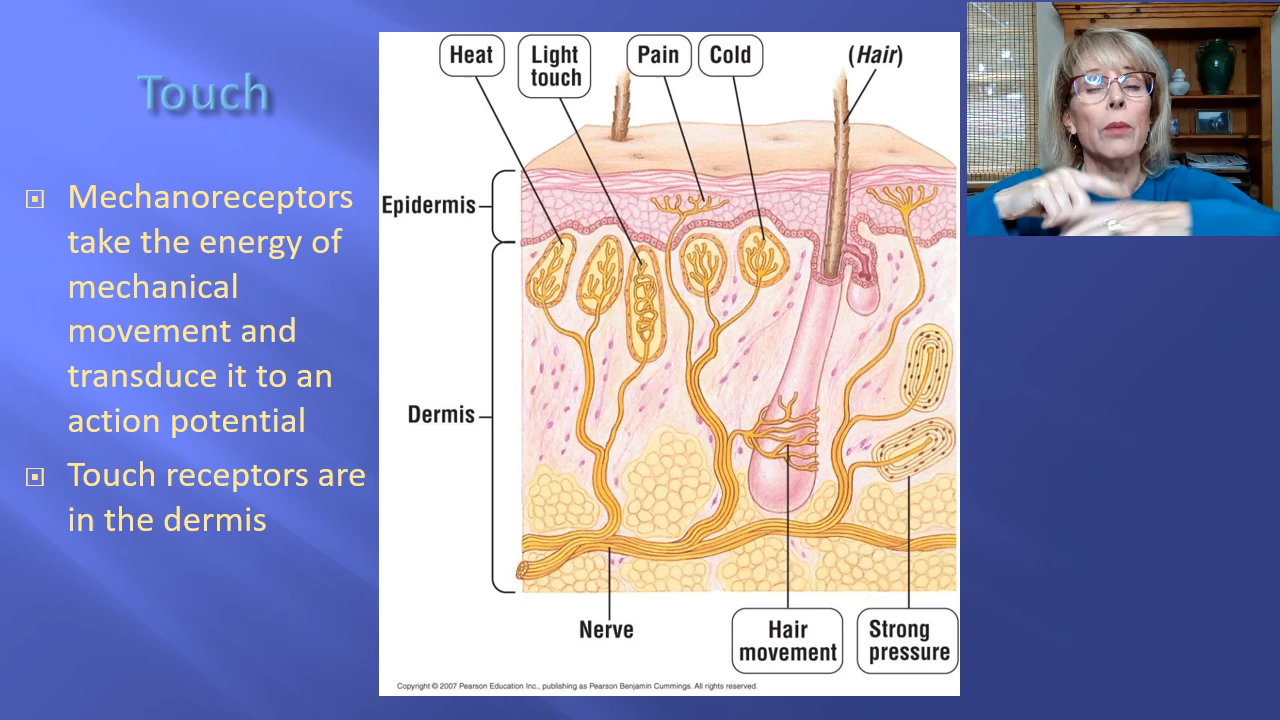 Touch
Mechanoreceptors
take the energy of
mechanical
movement and
transduce it to an
action potential
Touch receptors are
in the dermis
Heat
Light
touch
Pain
Cold
(Hair)
Epidermis
Dermis
Nerve
Hair
movement
Strong
pressure
Copyright © 2007 Pearson Education Inc., publishing as Pearson Benjamin Cummings. All rights reserved.